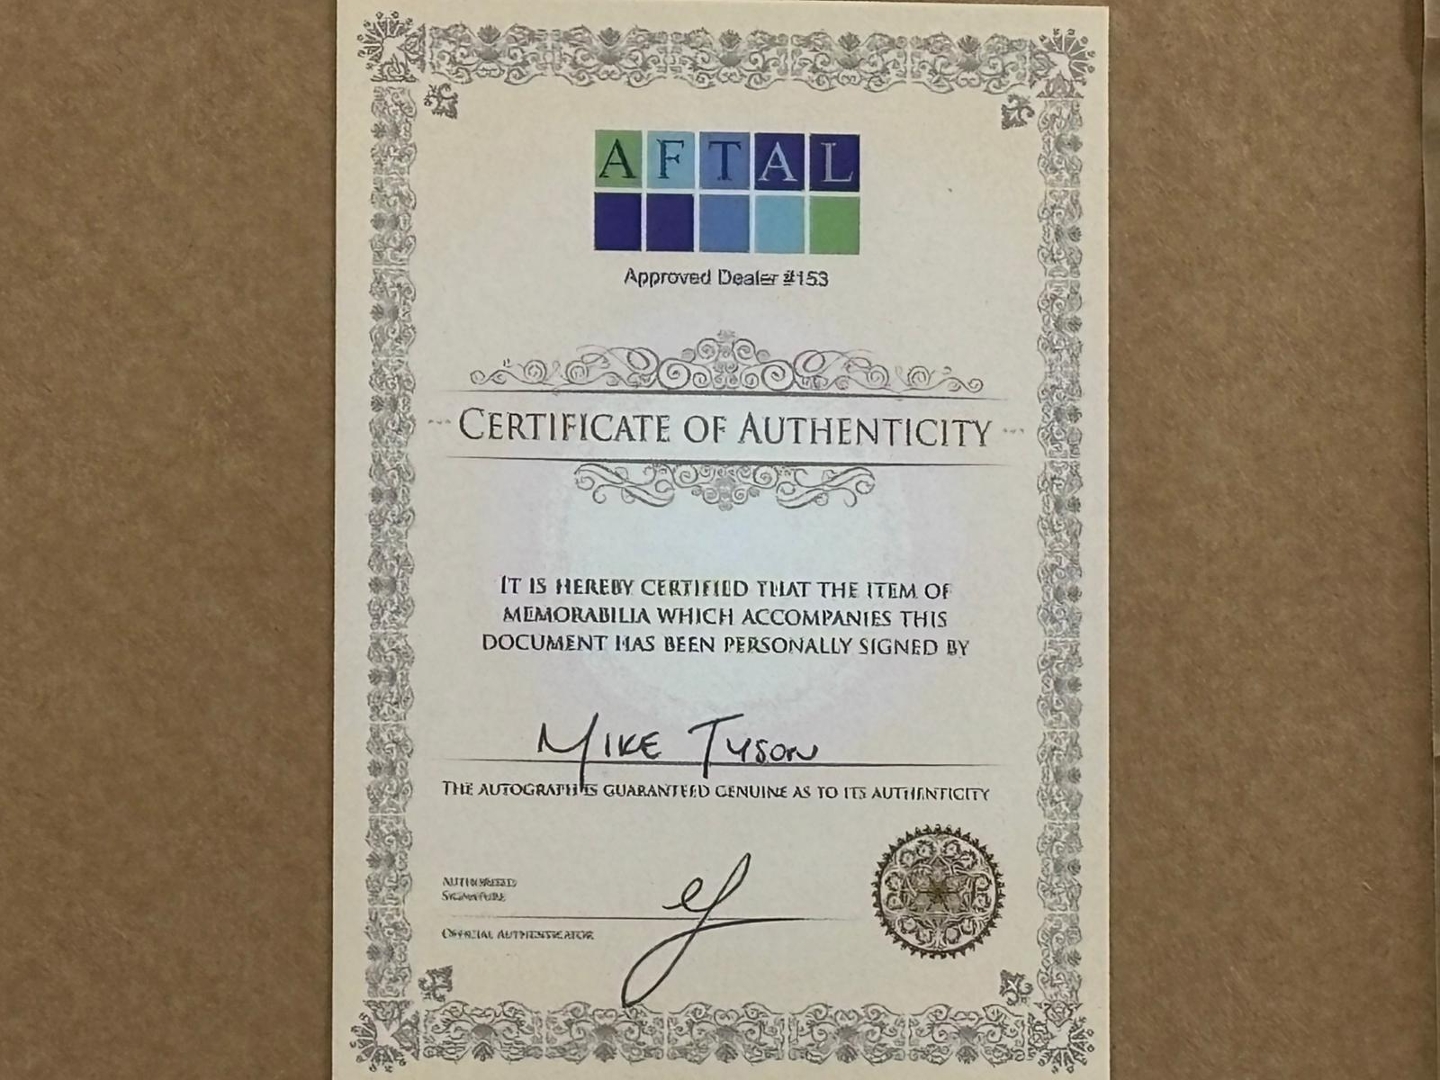 AFTAL
Approved Dealer #153
CERTIFICATE OF AUTHENTICITY
IT IS HEREBY CERTIFIED THAT THE ITEM OF
MEMORABILIA WHICH ACCOMPANIES THIS
DOCUMENT HAS BEEN PERSONALLY SIGNED BY
MIKE TYSON
THE AUTOGRAPH IS GUARANTEED GENUINE AS TO ITS AUTHENTICITY
AUTHORISED
SIGNATURE
OFFICIAL AUTHENTICATOR